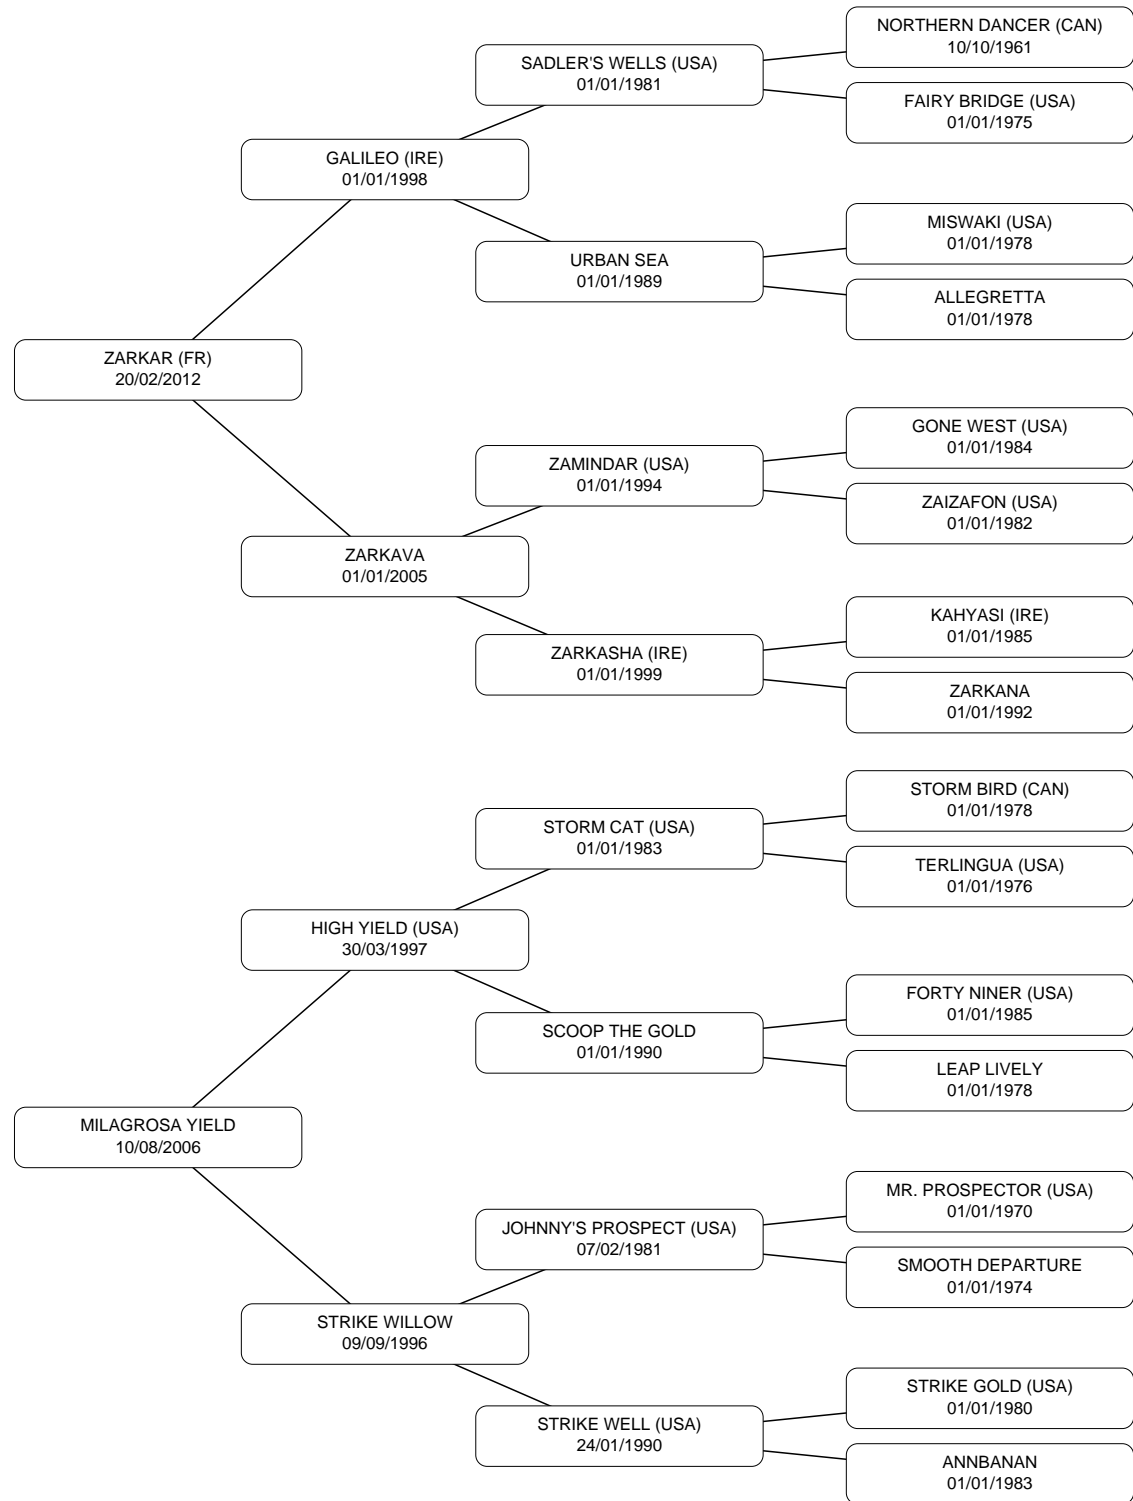 NORTHERN DANCER (CAN)
10/10/1961
SADLER'S WELLS (USA)
01/01/1981
FAIRY BRIDGE (USA)
01/01/1975
GALILEO (IRE)
01/01/1998
MISWAKI (USA)
01/01/1978
URBAN SEA
01/01/1989
ALLEGRETTA
01/01/1978
ZARKAR (FR)
20/02/2012
GONE WEST (USA)
01/01/1984
ZAMINDAR (USA)
01/01/1994
ZAIZAFON (USA)
01/01/1982
ZARKAVA
01/01/2005
KAHYASI (IRE)
01/01/1985
ZARKASHA (IRE)
01/01/1999
ZARKANA
01/01/1992
STORM BIRD (CAN)
01/01/1978
STORM CAT (USA)
01/01/1983
TERLINGUA (USA)
01/01/1976
HIGH YIELD (USA)
30/03/1997
FORTY NINER (USA)
01/01/1985
SCOOP THE GOLD
01/01/1990
LEAP LIVELY
01/01/1978
MILAGROSA YIELD
10/08/2006
MR. PROSPECTOR (USA)
01/01/1970
JOHNNY'S PROSPECT (USA)
07/02/1981
SMOOTH DEPARTURE
01/01/1974
STRIKE WILLOW
09/09/1996
STRIKE GOLD (USA)
01/01/1980
STRIKE WELL (USA)
24/01/1990
ANNBANAN
01/01/1983